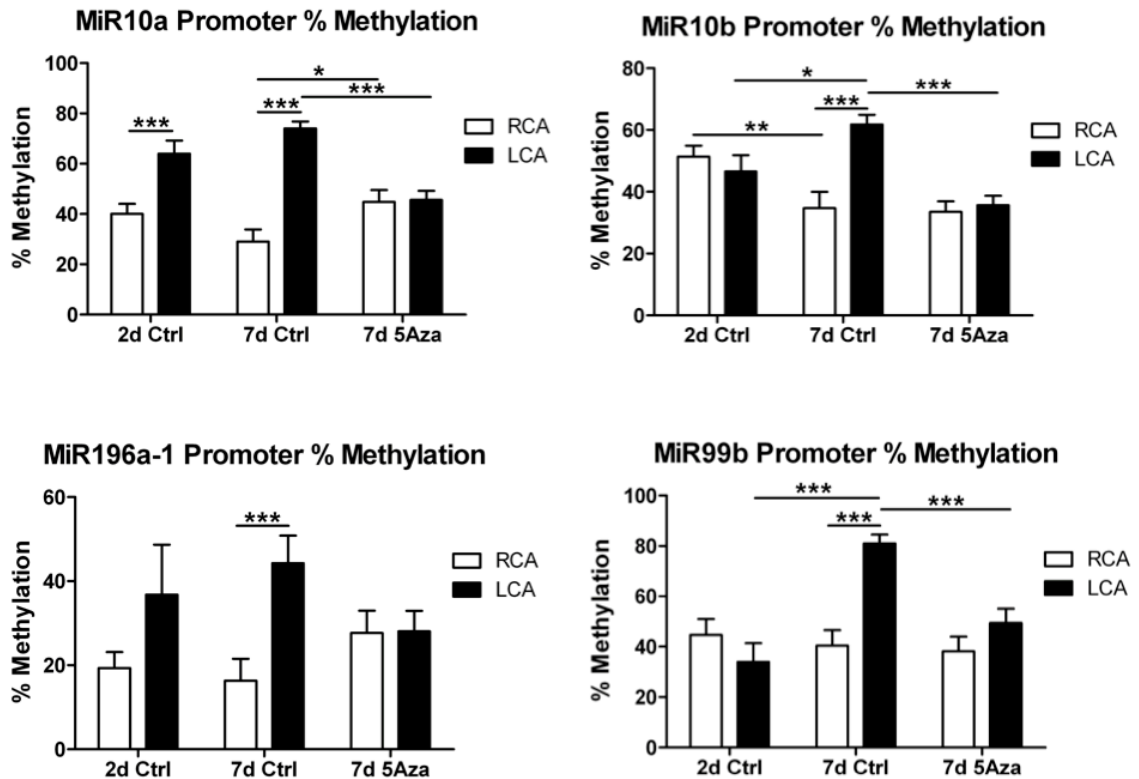 MiR10a Promoter % Methylation
% Methylation
100
80
60
40
20
0
***
***
*
***
2d Ctrl
7d Ctrl
7d 5Aza
RCA
LCA
MiR10b Promoter % Methylation
% Methylation
80
60
40
20
0
**
*
***
***
2d Ctrl
7d Ctrl
7d 5Aza
RCA
LCA
MiR196a-1 Promoter % Methylation
% Methylation
60
40
20
0
***
2d Ctrl
7d Ctrl
7d 5Aza
RCA
LCA
MiR99b Promoter % Methylation
% Methylation
100
80
60
40
20
0
***
***
***
2d Ctrl
7d Ctrl
7d 5Aza
RCA
LCA